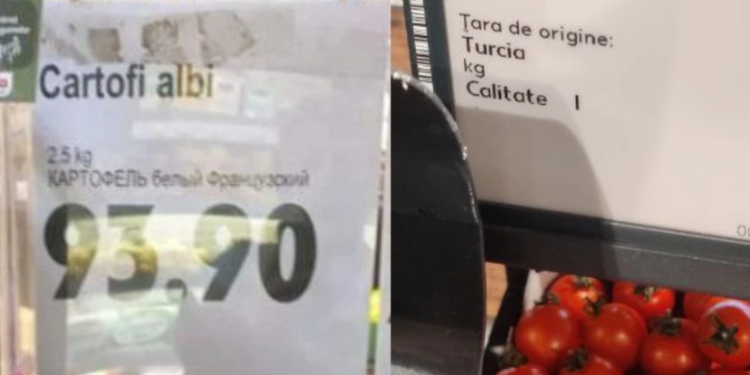 Cartofi albi
2.5 kg
КАРТОФЕЛЬ белый Французский
93.90
Ţara de origine:
Turcia
kg
Calitate I